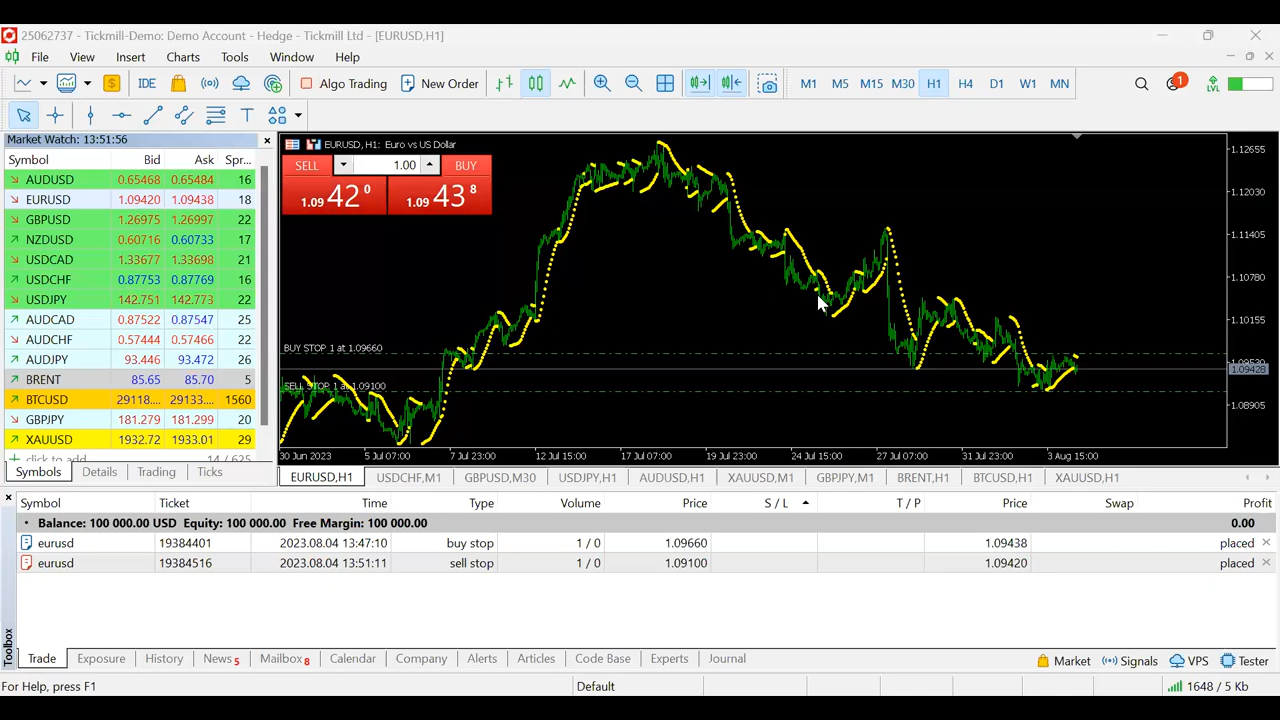 25062737 - Tickmill-Demo: Demo Account - Hedge - Tickmill Ltd - [EURUSD,H1]
File View Insert Charts Tools Window Help
IDE Algo Trading New Order M1 M5 M15 M30 H1 H4 D1 W1 MN 1 LVL
T
Market Watch: 13:51:56
Symbol Bid Ask Spr...
AUDUSD 0.65468 0.65484 16
EURUSD 1.09420 1.09438 18
GBPUSD 1.26975 1.26997 22
NZDUSD 0.60716 0.60733 17
USDCAD 1.33677 1.33698 21
USDCHF 0.87753 0.87769 16
USDJPY 142.751 142.773 22
AUDCAD 0.87522 0.87547 25
AUDCHF 0.57444 0.57466 22
AUDJPY 93.446 93.472 26
BRENT 85.65 85.70 5
BTCUSD 29118.... 29133.... 1560
GBPJPY 181.279 181.299 20
XAUUSD 1932.72 1933.01 29
click to add 14 / 625
Symbols Details Trading Ticks
EURUSD, H1: Euro vs US Dollar
SELL 1.00 BUY
1.09 42 0 1.09 43 8
BUY STOP 1 at 1.09660
SELL STOP 1 at 1.09100
1.12655
1.12030
1.11405
1.10780
1.10155
1.09530
1.09428
1.08905
30 Jun 2023 5 Jul 07:00 7 Jul 23:00 12 Jul 15:00 17 Jul 07:00 19 Jul 23:00 24 Jul 15:00 27 Jul 07:00 31 Jul 23:00 3 Aug 15:00
EURUSD,H1 USDCHF,M1 GBPUSD,M30 USDJPY,H1 AUDUSD,H1 XAUUSD,M1 GBPJPY,M1 BRENT,H1 BTCUSD,H1 XAUUSD,H1
Symbol Ticket Time Type Volume Price S / L T / P Price Swap Profit
Balance: 100 000.00 USD Equity: 100 000.00 Free Margin: 100 000.00 0.00
eurusd 19384401 2023.08.04 13:47:10 buy stop 1 / 0 1.09660 1.09438 placed
eurusd 19384516 2023.08.04 13:51:11 sell stop 1 / 0 1.09100 1.09420 placed
Toolbox
Trade Exposure History News 5 Mailbox 8 Calendar Company Alerts Articles Code Base Experts Journal Market Signals VPS Tester
For Help, press F1 Default 1648 / 5 Kb